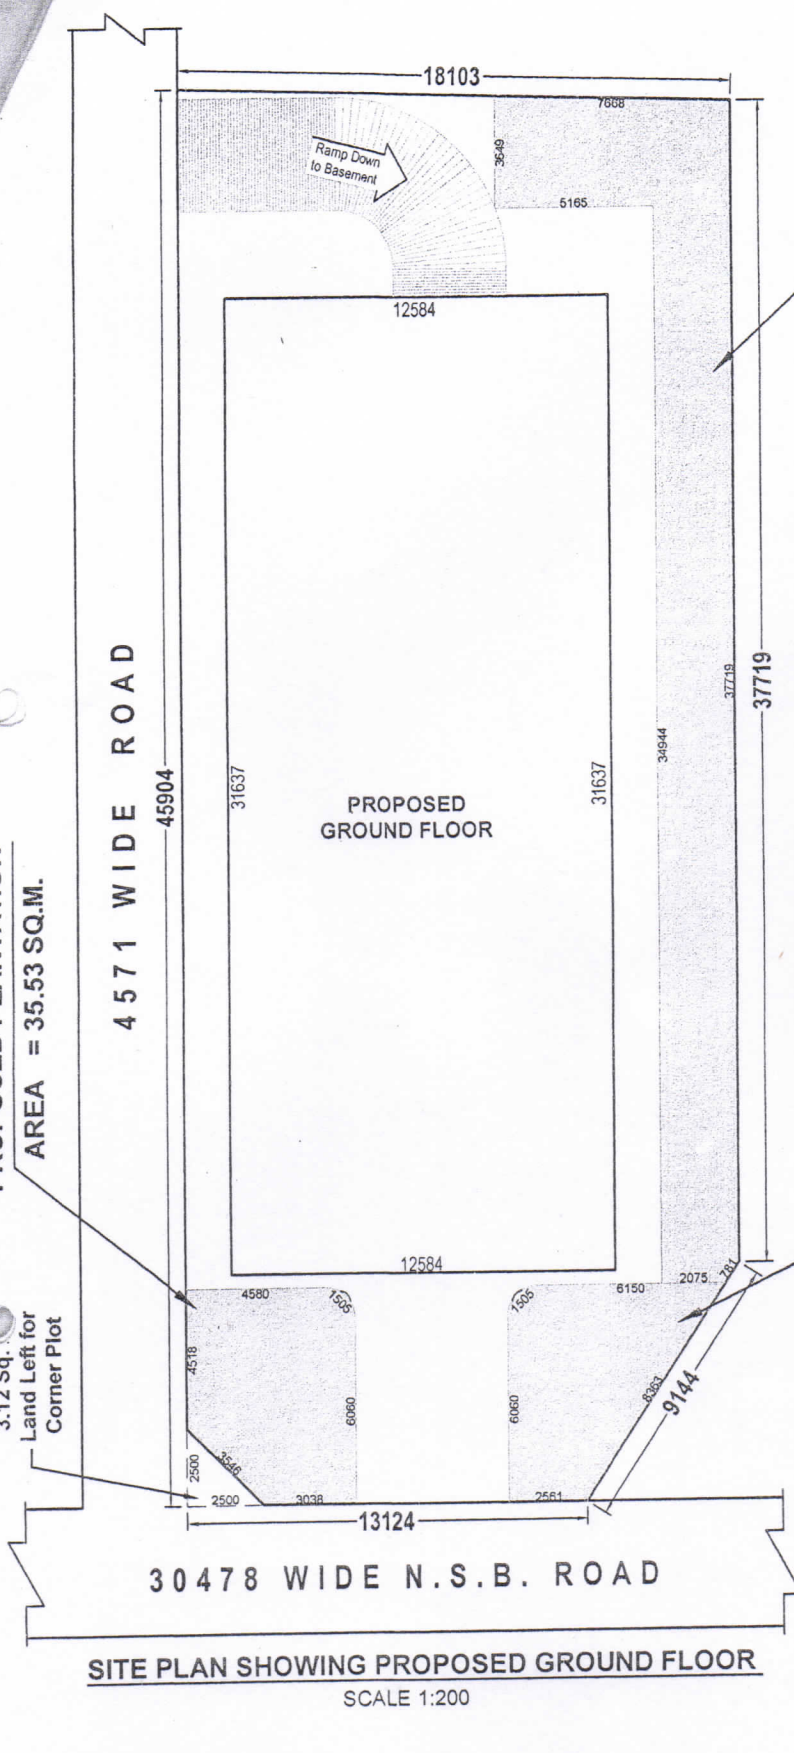 18103
7668
Ramp Down
to Basement
3649
5165
12584
4571 WIDE ROAD
45904
31637
31637
34944
37719
37719
PROPOSED
GROUND FLOOR
AREA = 35.53 SQ.M.
12584
4580
1505
1505
6150
2075
781
4518
6060
6060
8363
9144
3.12 Sq.
Land Left for
Corner Plot
2500
3546
2500
3038
2561
13124
30478 WIDE N.S.B. ROAD
SITE PLAN SHOWING PROPOSED GROUND FLOOR
SCALE 1:200